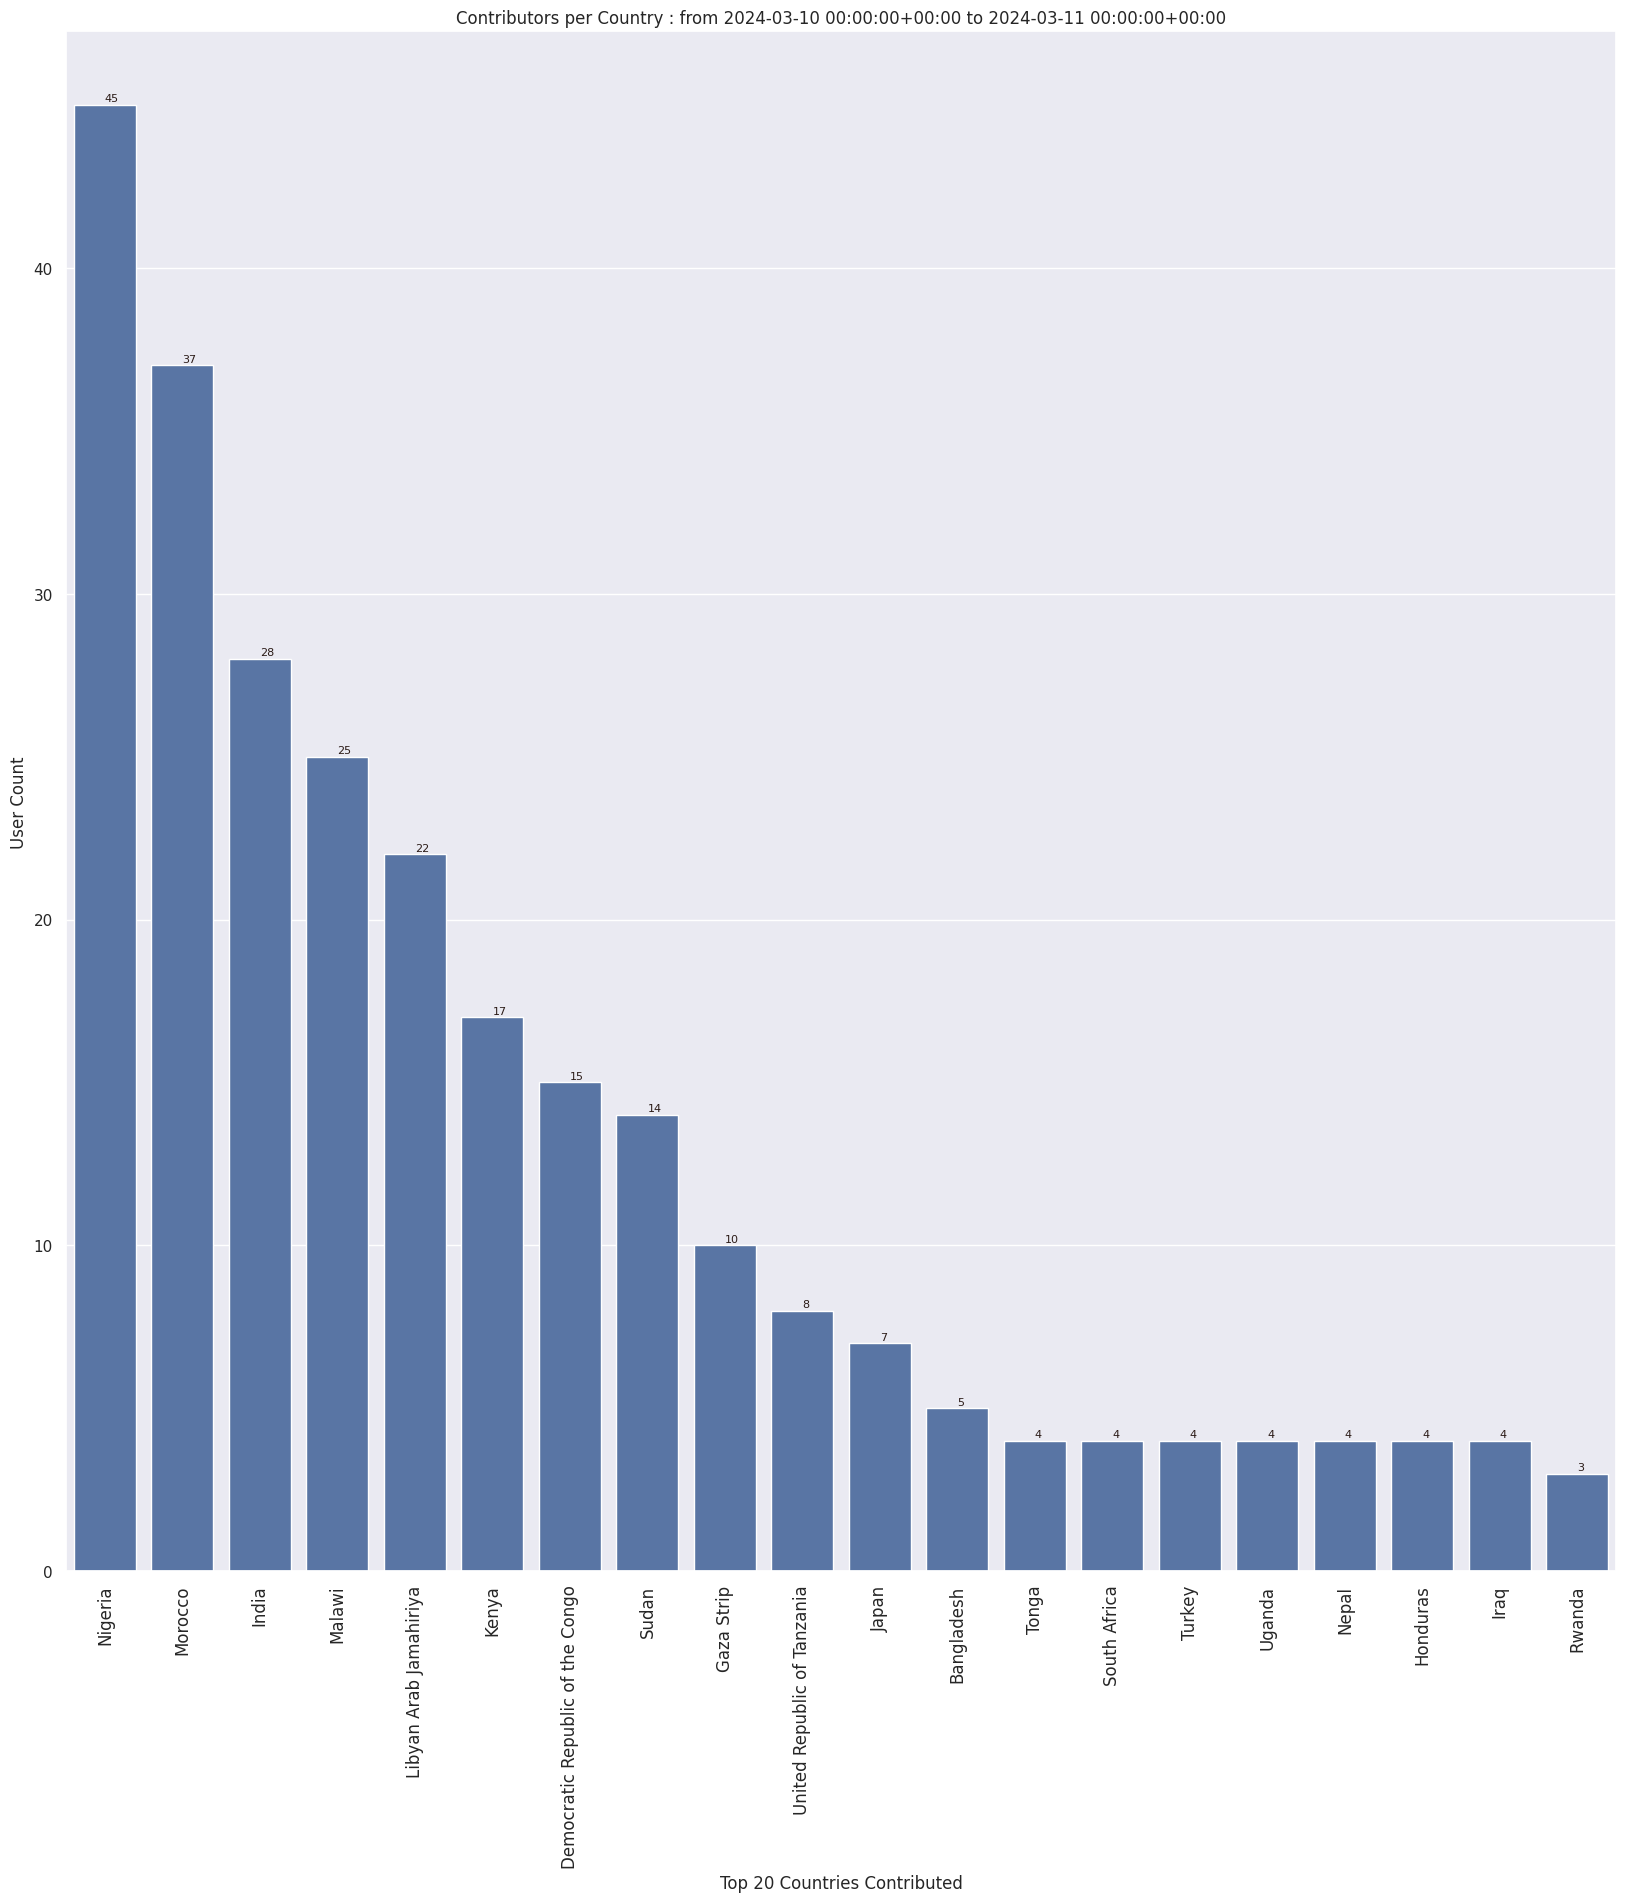 Contributors per Country : from 2024-03-10 00:00:00+00:00 to 2024-03-11 00:00:00+00:00
User Count
40
30
20
10
0
45
37
28
25
22
17
15
14
10
8
7
5
4
4
4
4
4
4
4
3
Nigeria
Morocco
India
Malawi
Libyan Arab Jamahiriya
Kenya
Democratic Republic of the Congo
Sudan
Gaza Strip
United Republic of Tanzania
Japan
Bangladesh
Tonga
South Africa
Turkey
Uganda
Nepal
Honduras
Iraq
Rwanda
Top 20 Countries Contributed